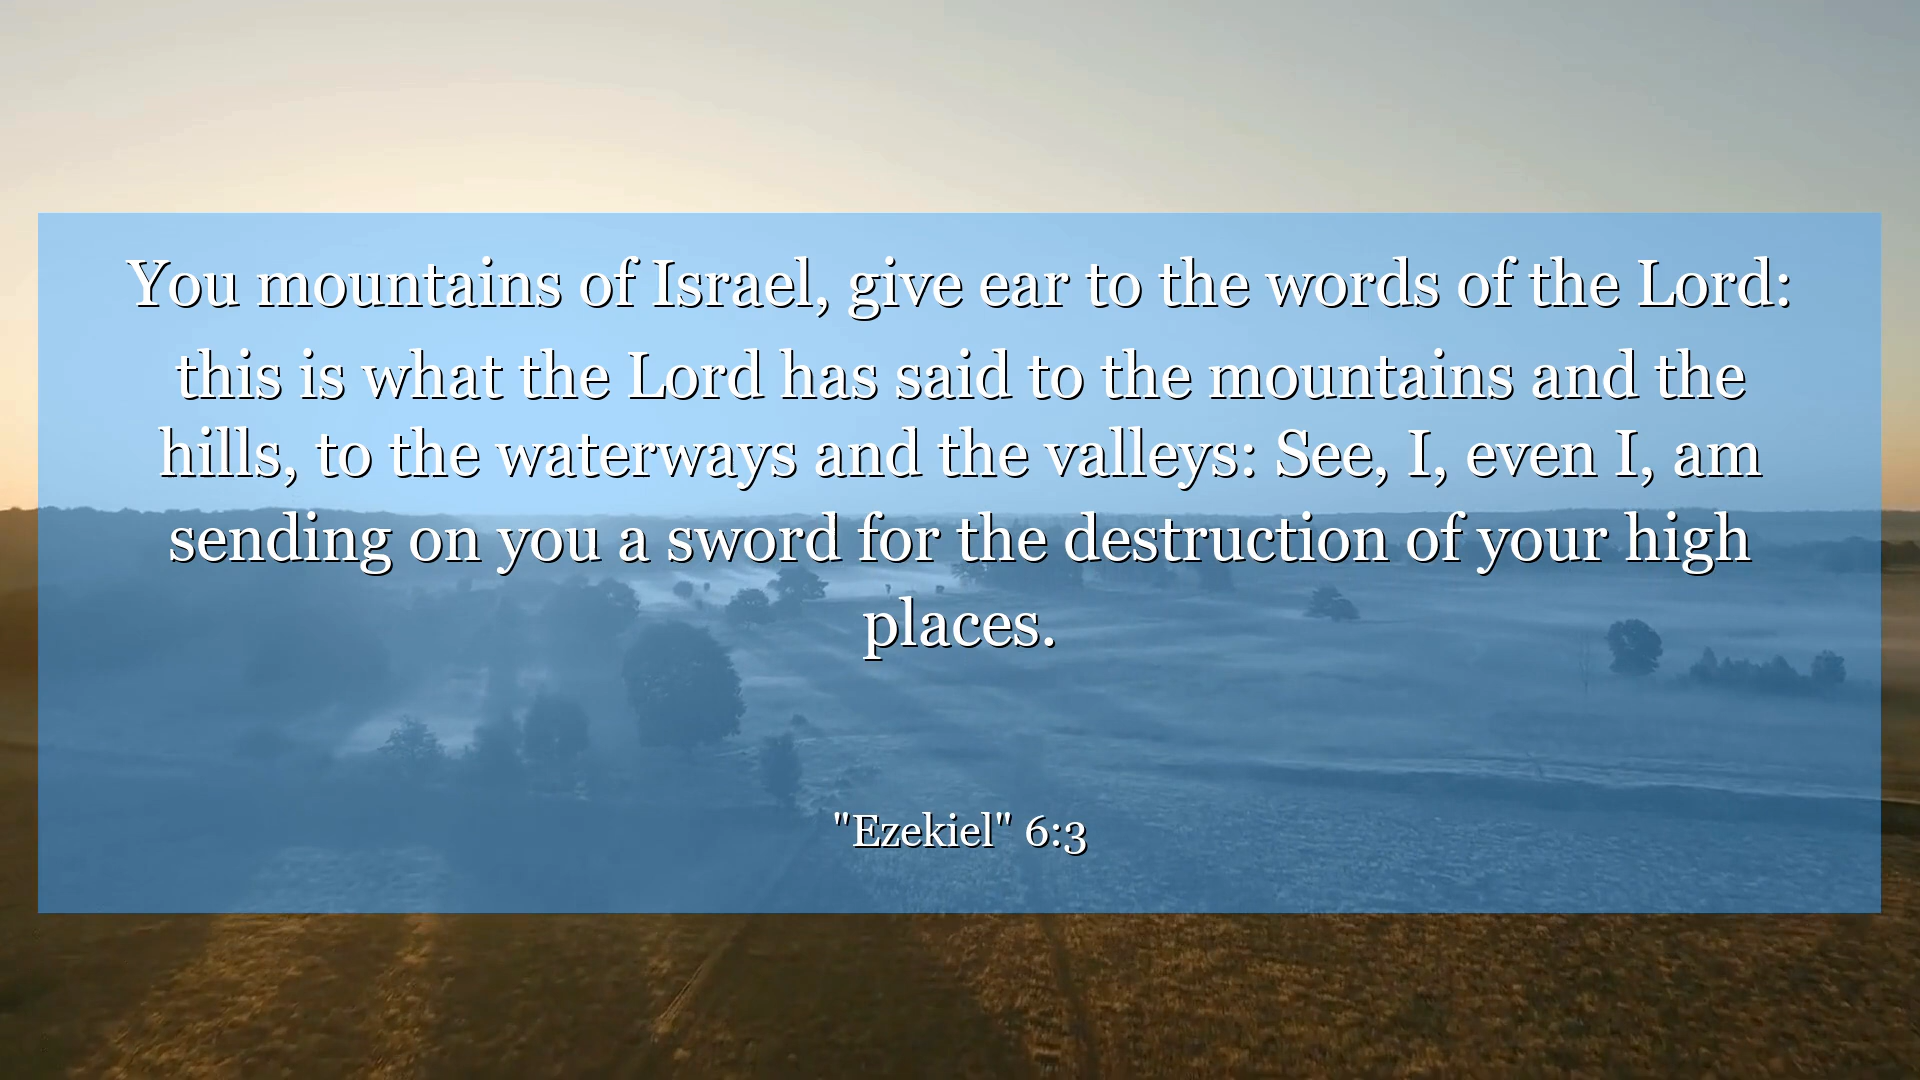 You mountains of Israel, give ear to the words of the Lord:
this is what the Lord has said to the mountains and the
hills, to the waterways and the valleys: See, I, even I, am
sending on you a sword for the destruction of your high
places.
"Ezekiel" 6:3